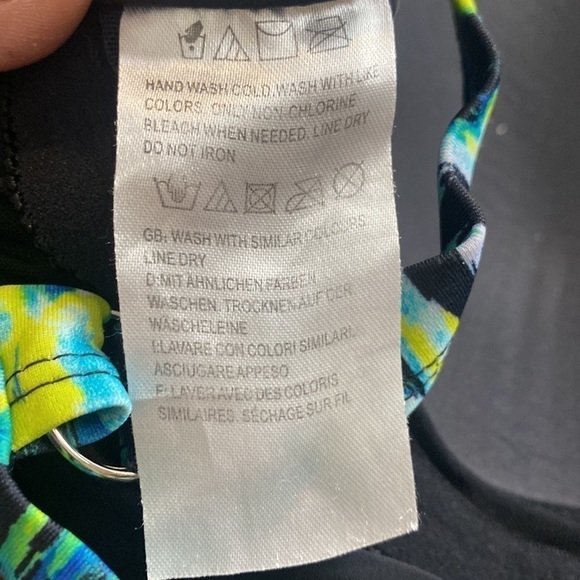 HAND WASH COLD. WASH WITH LIKE
COLORS. ONLY NON-CHLORINE
BLEACH WHEN NEEDED. LINE DRY
DO NOT IRON
GB: WASH WITH SIMILAR COLOURS.
LINE DRY
D:MIT ÄHNLICHEN FARBEN
WASCHEN. TROCKNEN AUF DER
WÄSCHELEINE
I:LAVARE CON COLORI SIMILARI.
ASCIUGARE APPESO
F: LAVER AVEC DES COLORIS
SIMILAIRES. SÉCHAGE SUR FIL